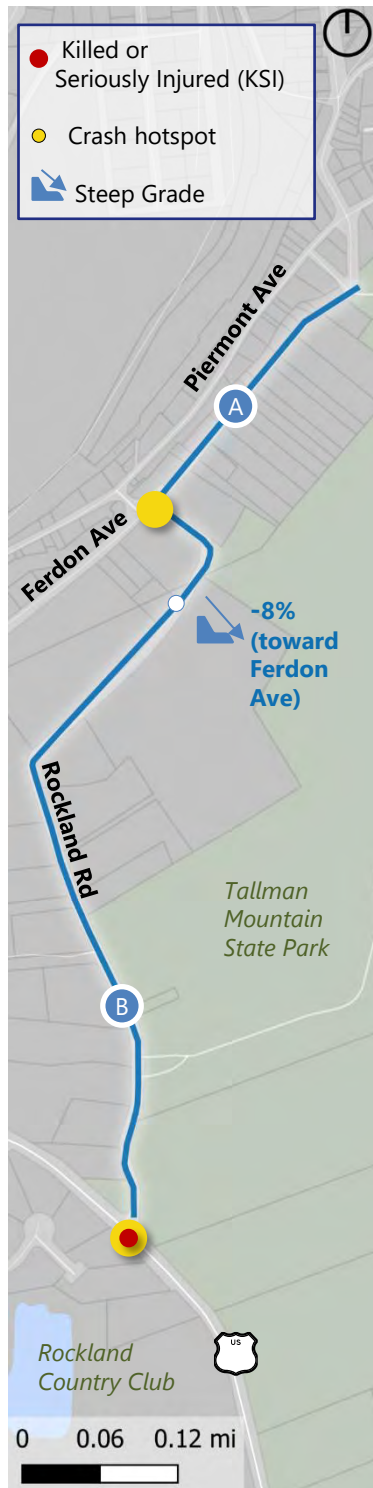 Killed or
Seriously Injured (KSI)
Crash hotspot
Steep Grade
Piermont Ave
A
Ferdon Ave
-8%
(toward
Ferdon
Ave)
Rockland Rd
Tallman
Mountain
State Park
B
US
Rockland
Country Club
0 0.06 0.12 mi